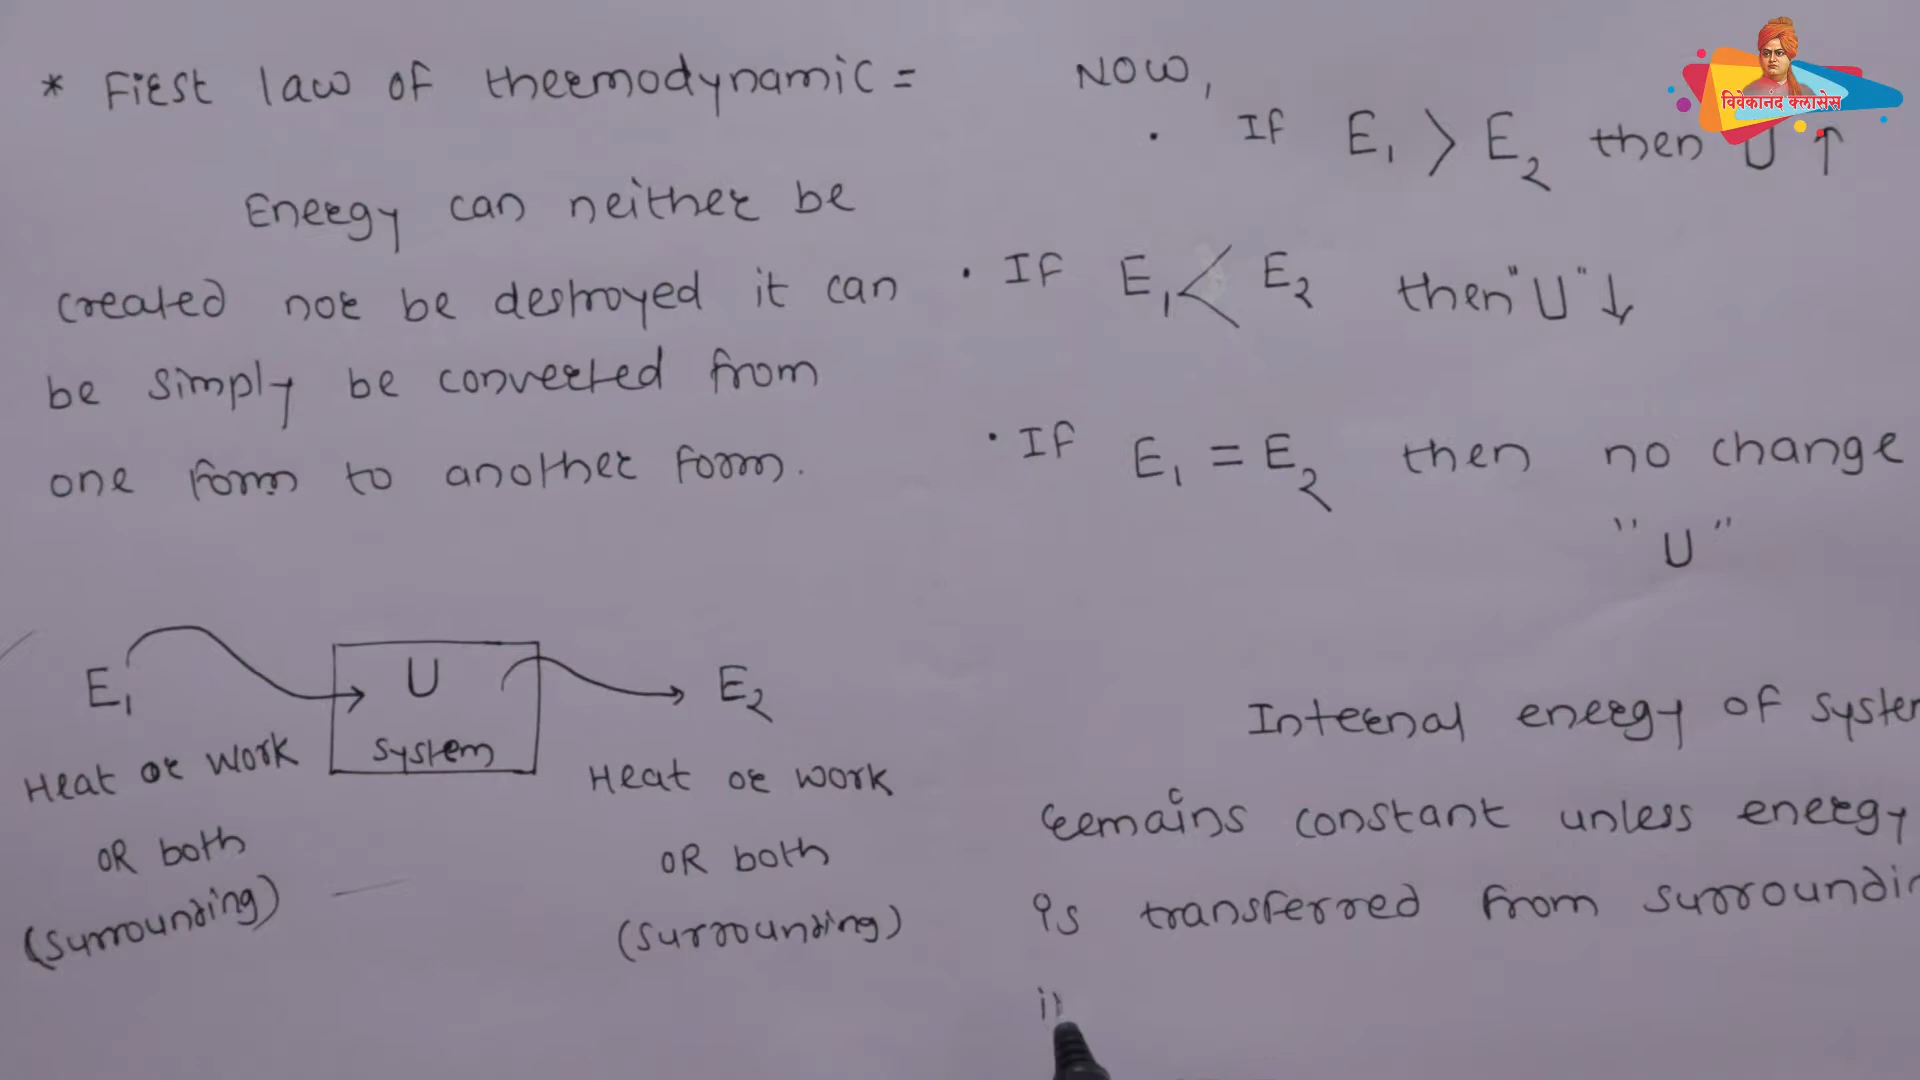 * First law of thermodynamic =
Energy can neither be
created nor be destroyed it can
be simply be converted from
one form to another form.
E1
U
system
E2
Heat or work
OR both
(surrounding)
Heat or work
OR both
(surrounding)
NOW,
. If E1 > E2 then U ↑
. If E1 < E2 then "U" ↓
. If E1 = E2 then no change
"U"
Internal energy of system
remains constant unless energy
is transferred from surroundin
in
विवेकानंद क्लासेस